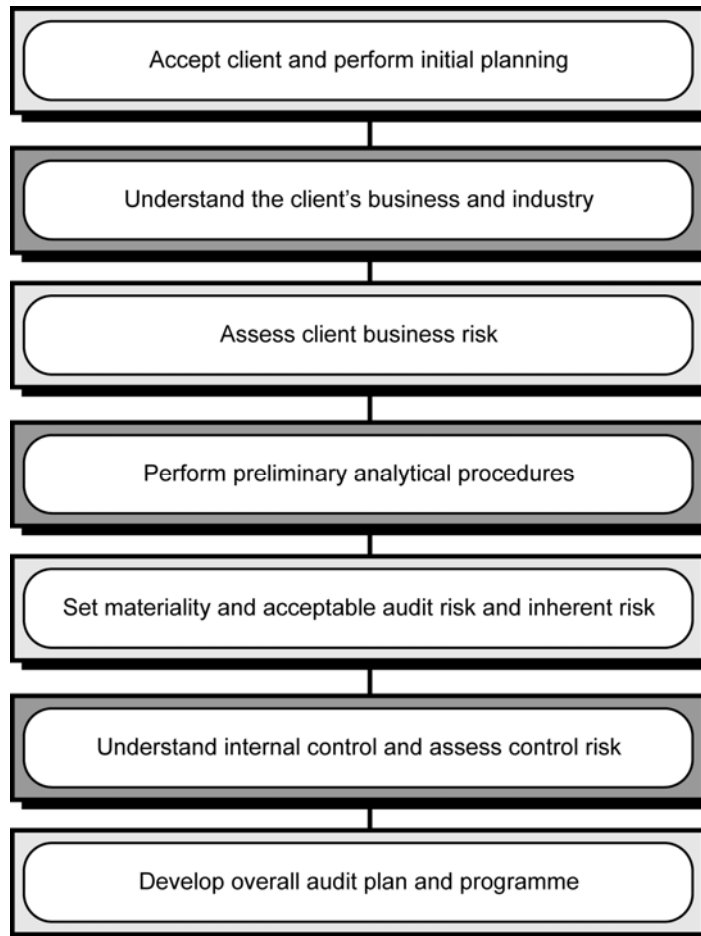 Accept client and perform initial planning
Understand the client's business and industry
Assess client business risk
Perform preliminary analytical procedures
Set materiality and acceptable audit risk and inherent risk
Understand internal control and assess control risk
Develop overall audit plan and programme